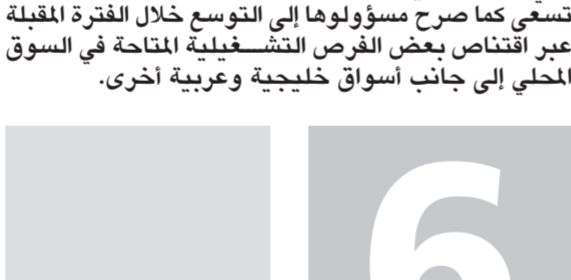 تسعى كما صرح مسؤولوها إلى التوسع خلال الفترة المقبلة
عبر اقتناص بعض الفرص التشـــغيلية المتاحة في السوق
المحلي إلى جانب أسواق خليجية وعربية أخرى.
6